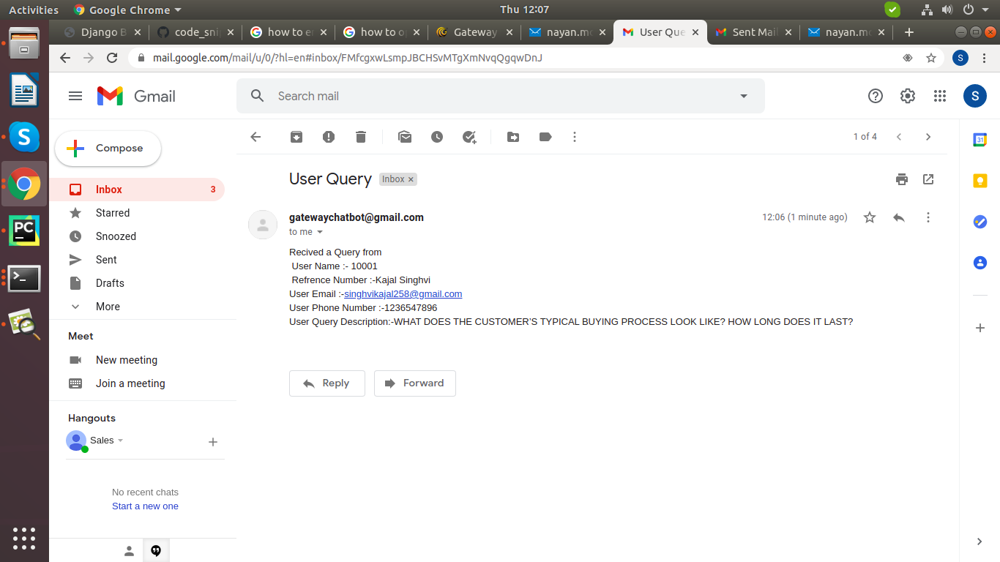 Activities Google Chrome Thu 12:07
Django B code_sni how to e how to o Gateway nayan.mo User Que Sent Mail nayan.mo
mail.google.com/mail/u/0/?hl=en#inbox/FMfcgxwLsmpJBCHSvMTgXmNvqQgqwDnJ S
Gmail Search mail S
Compose 1 of 4 31
User Query Inbox ×
Inbox 3
Starred
Snoozed
Sent
Drafts
More
gatewaychatbot@gmail.com 12:06 (1 minute ago)
to me
Recived a Query from
User Name :- 10001
Refrence Number :-Kajal Singhvi
User Email :-singhvikajal258@gmail.com
User Phone Number :-1236547896
User Query Description:-WHAT DOES THE CUSTOMER'S TYPICAL BUYING PROCESS LOOK LIKE? HOW LONG DOES IT LAST?
Reply Forward
Meet
New meeting
Join a meeting
Hangouts
Sales
No recent chats
Start a new one
S
PC